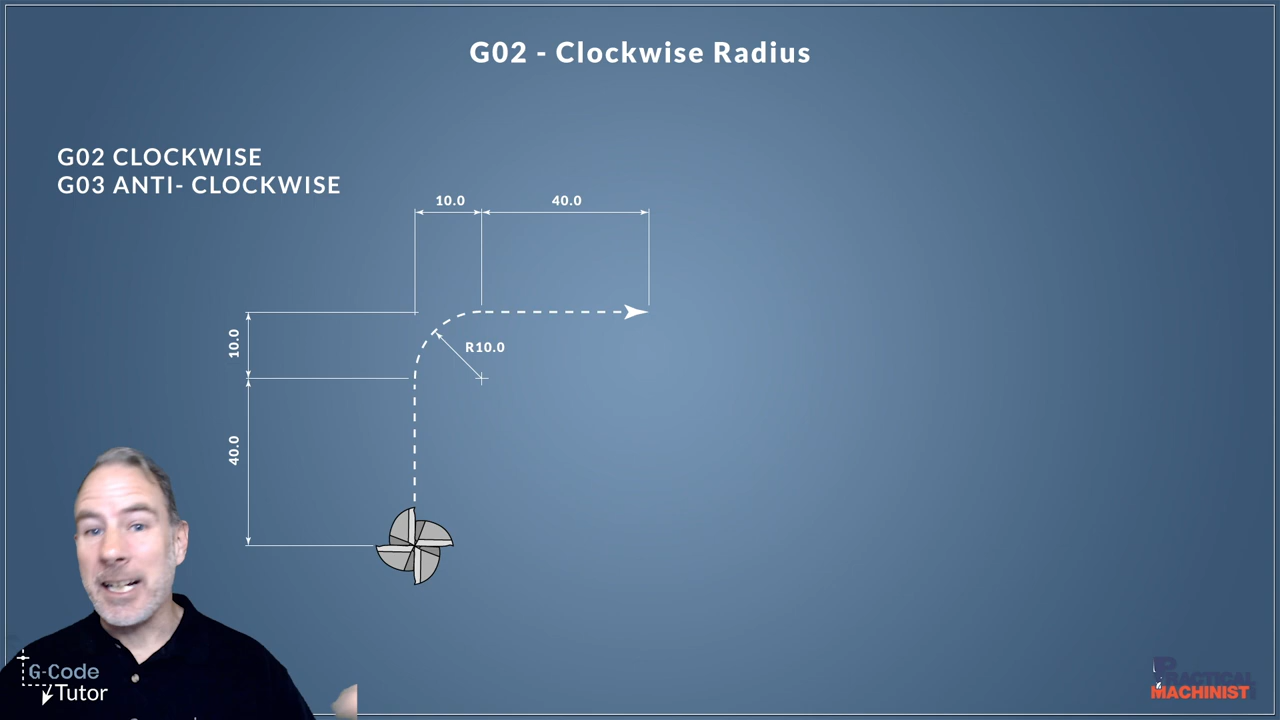 G02 - Clockwise Radius
G02 CLOCKWISE
G03 ANTI- CLOCKWISE
10.0
40.0
10.0
R10.0
40.0
G-Code
Tutor
PRACTICAL
MACHINIST